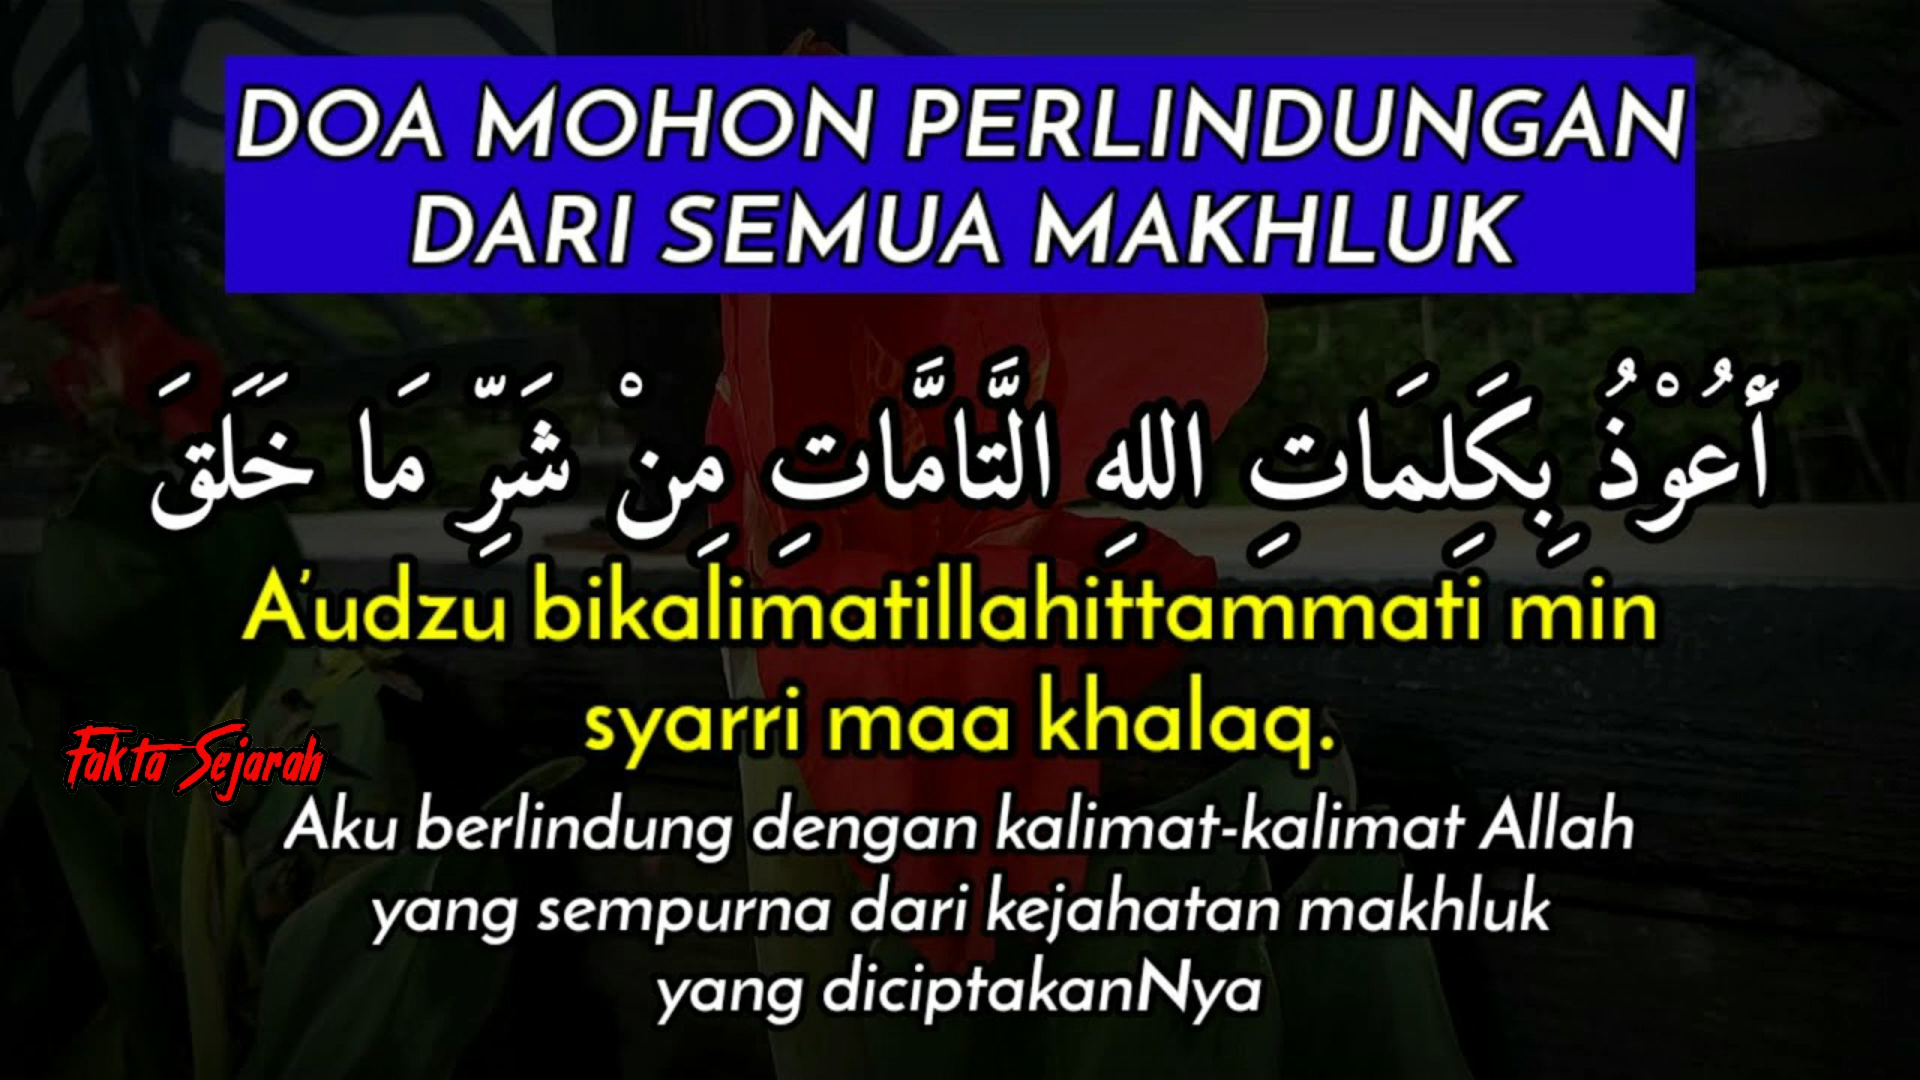 DOA MOHON PERLINDUNGAN
DARI SEMUA MAKHLUK
أَعُوْذُ بِكَلِمَاتِ اللهِ التَّامَّاتِ مِنْ شَرِّ مَا خَلَقَ
A'udzu bikalimatillahittammati min
syarri maa khalaq.
Fakta Sejarah
Aku berlindung dengan kalimat-kalimat Allah
yang sempurna dari kejahatan makhluk
yang diciptakanNya